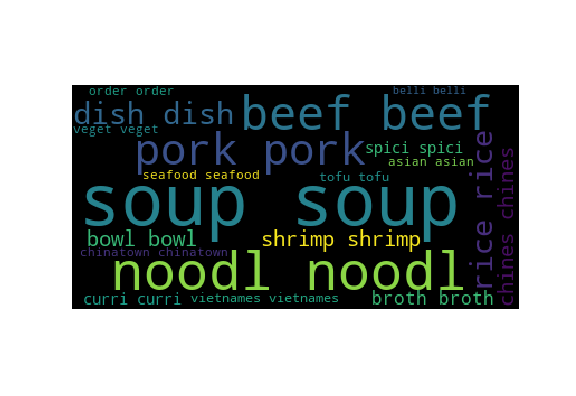 order order
belli belli
dish dish
beef beef
veget veget
pork pork
spici spici
asian asian
seafood seafood
tofu tofu
rice rice
chines chines
soup soup
bowl bowl
shrimp shrimp
chinatown chinatown
noodl noodl
curri curri
vietnames vietnames
broth broth